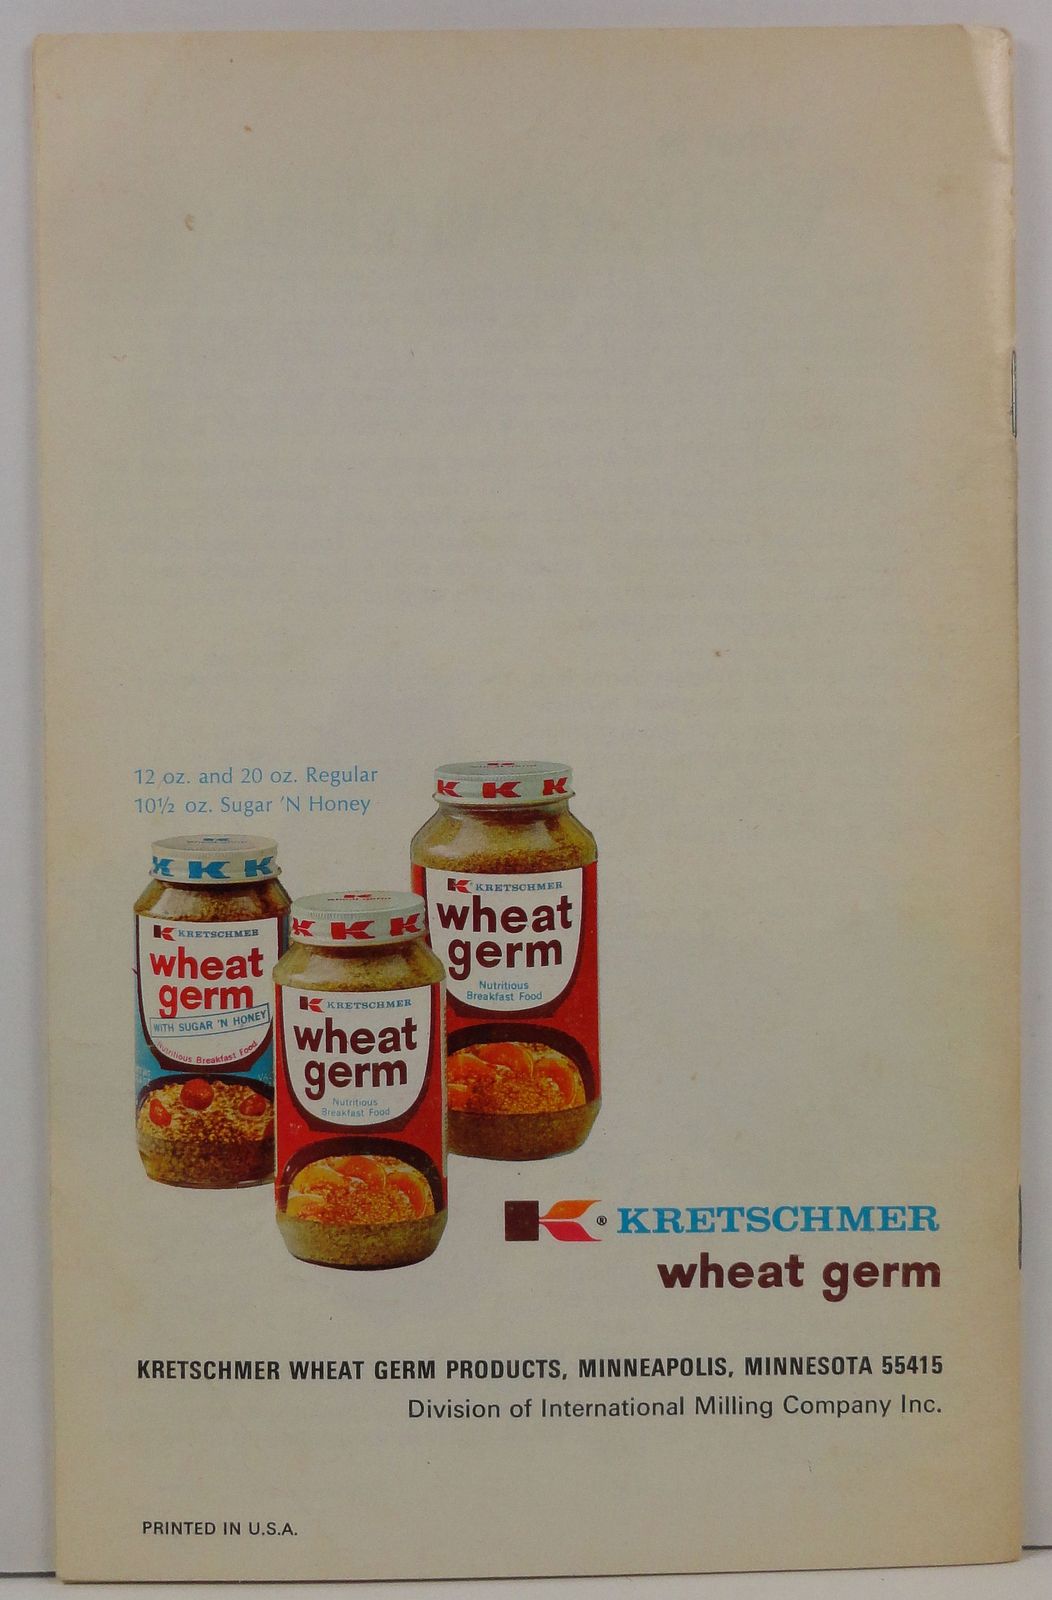 12 oz. and 20 oz. Regular
10½ oz. Sugar 'N Honey
KRETSCHMER
wheat
germ
WITH SUGAR 'N HONEY
Nutritious Breakfast Food
KRETSCHMER
wheat
germ
Nutritious
Breakfast Food
KRETSCHMER
wheat
germ
Nutritious
Breakfast Food
® KRETSCHMER
wheat germ
KRETSCHMER WHEAT GERM PRODUCTS, MINNEAPOLIS, MINNESOTA 55415
Division of International Milling Company Inc.
PRINTED IN U.S.A.